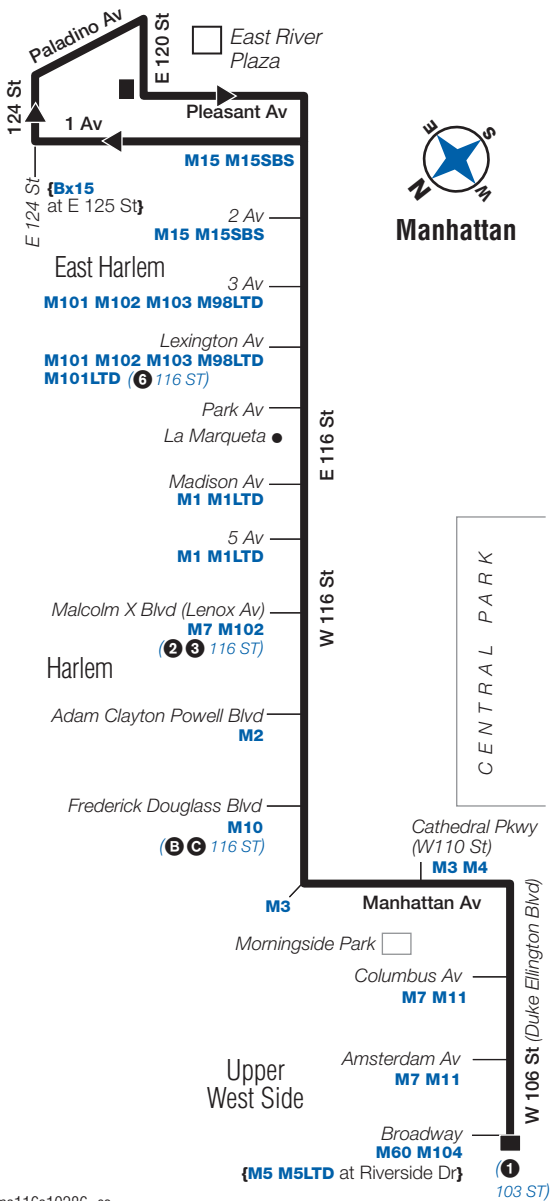 Paladino Av
E 120 St
East River
Plaza
124 St
Pleasant Av
1 Av
M15 M15SBS
E 124 St
{Bx15
at E 125 St}
E
S
N
W
Manhattan
2 Av
M15 M15SBS
East Harlem
3 Av
M101 M102 M103 M98LTD
Lexington Av
M101 M102 M103 M98LTD
M101LTD (6 116 ST)
Park Av
La Marqueta
E 116 St
Madison Av
M1 M1LTD
5 Av
M1 M1LTD
CENTRAL PARK
W 116 St
Malcolm X Blvd (Lenox Av)
M7 M102
(2 3 116 ST)
Harlem
Adam Clayton Powell Blvd
M2
Frederick Douglass Blvd
M10
(B C 116 ST)
Cathedral Pkwy
(W110 St)
M3 M4
M3
Manhattan Av
Morningside Park
Columbus Av
M7 M11
W 106 St (Duke Ellington Blvd)
Amsterdam Av
M7 M11
Upper
West Side
Broadway
M60 M104
{M5 M5LTD at Riverside Dr}
(1
103 ST)